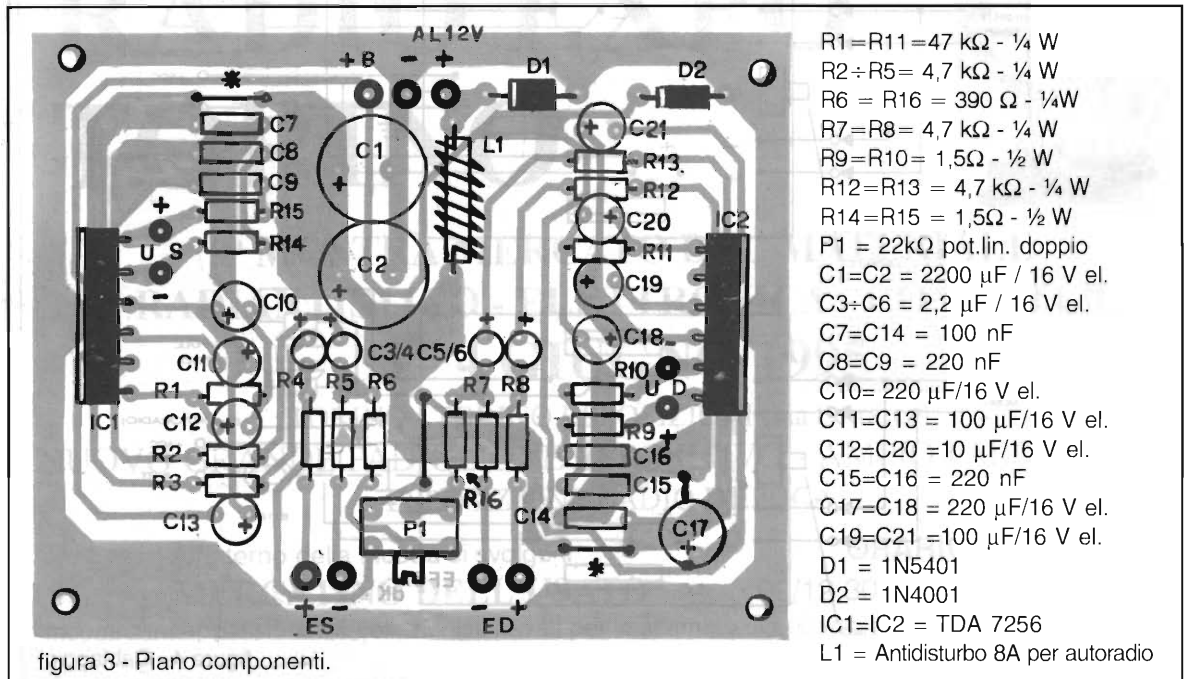 AL12V
+B - +
D1
D2
*
C7
C8
C9
R15
R14
C1
+
L1
C21
+
R13
R12
C20
+
R11
C19
+
C18
IC2
+
U S
-
C2
+
C10
+
C11
+
R1
IC1
C12
+
R2
R3
C13
+
+ +
C3/4 C5/6
+ +
R4 R5 R6
R7 R8
R10
-
U D
+
R9
C16
C15
C14
R16
P1
C17
+
*
+ -
ES
- +
ED
figura 3 - Piano componenti.
R1=R11=47 kΩ - ¼ W
R2÷R5= 4,7 kΩ - ¼ W
R6 = R16 = 390 Ω - ¼W
R7=R8= 4,7 kΩ - ¼ W
R9=R10= 1,5Ω - ½ W
R12=R13 = 4,7 kΩ - ¼ W
R14=R15 = 1,5Ω - ½ W
P1 = 22kΩ pot.lin. doppio
C1=C2 = 2200 µF / 16 V el.
C3÷C6 = 2,2 µF / 16 V el.
C7=C14 = 100 nF
C8=C9 = 220 nF
C10= 220 µF/16 V el.
C11=C13 = 100 µF/16 V el.
C12=C20 =10 µF/16 V el.
C15=C16 = 220 nF
C17=C18 = 220 µF/16 V el.
C19=C21 =100 µF/16 V el.
D1 = 1N5401
D2 = 1N4001
IC1=IC2 = TDA 7256
L1 = Antidisturbo 8A per autoradio